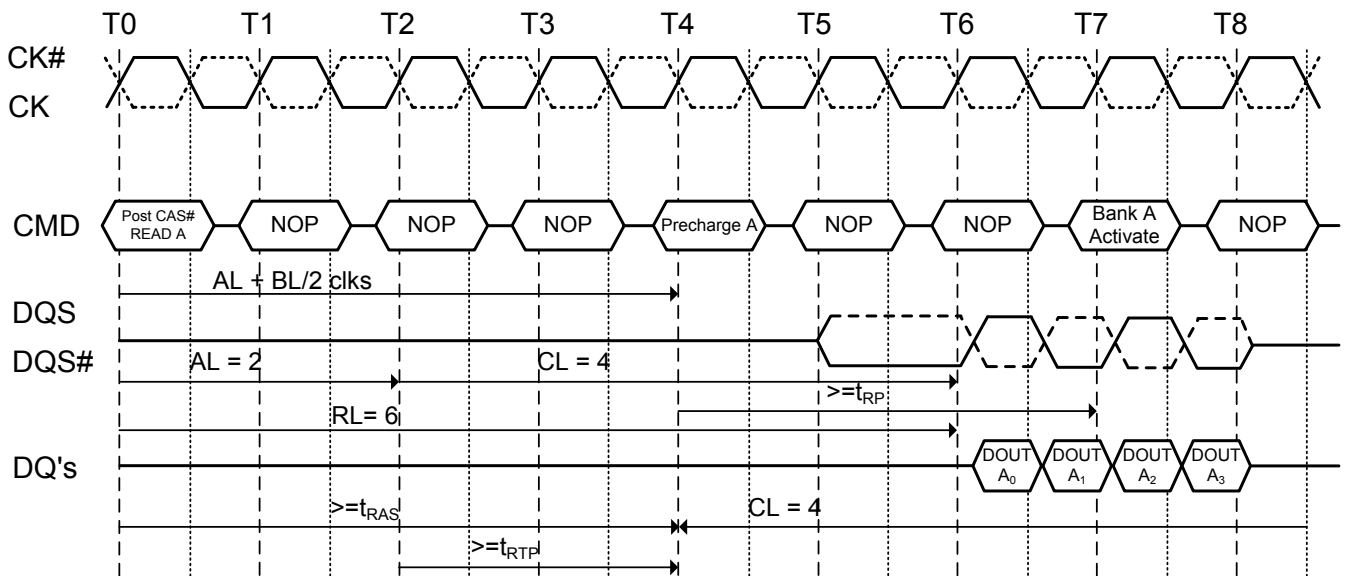 T0 T1 T2 T3 T4 T5 T6 T7 T8
CK#
CK
CMD
Post CAS#
READ A
NOP
NOP
NOP
Precharge A
NOP
NOP
Bank A
Activate
NOP
AL + BL/2 clks
DQS
DQS#
AL = 2
CL = 4
>=tRP
RL= 6
DQ's
DOUT
A0
DOUT
A1
DOUT
A2
DOUT
A3
>=tRAS
CL = 4
>=tRTP